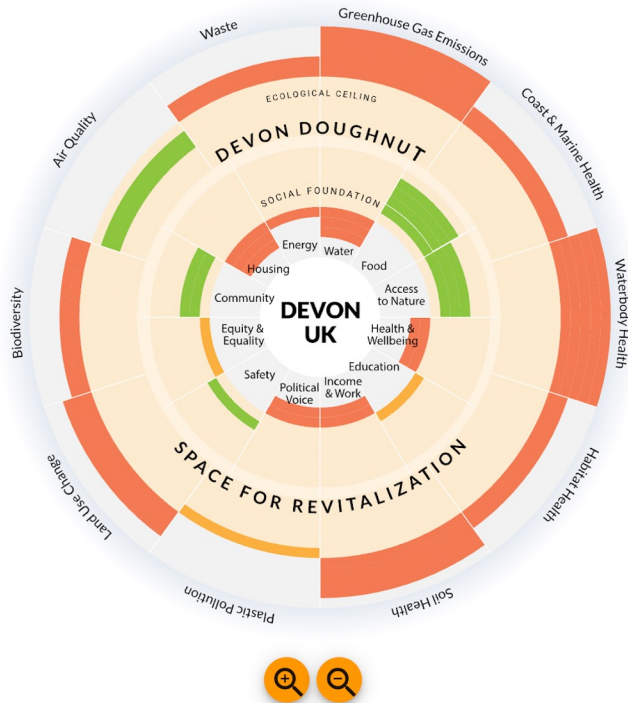 Greenhouse Gas Emissions
Coast & Marine Health
Waterbody Health
Habitat Health
Soil Health
Plastic Pollution
Land Use Change
Biodiversity
Air Quality
Waste
ECOLOGICAL CEILING
DEVON DOUGHNUT
SOCIAL FOUNDATION
Water
Food
Access
to Nature
Health &
Wellbeing
Education
Income
& Work
Political
Voice
Safety
Equity &
Equality
Community
Housing
Energy
DEVON
UK
SPACE FOR REVITALIZATION